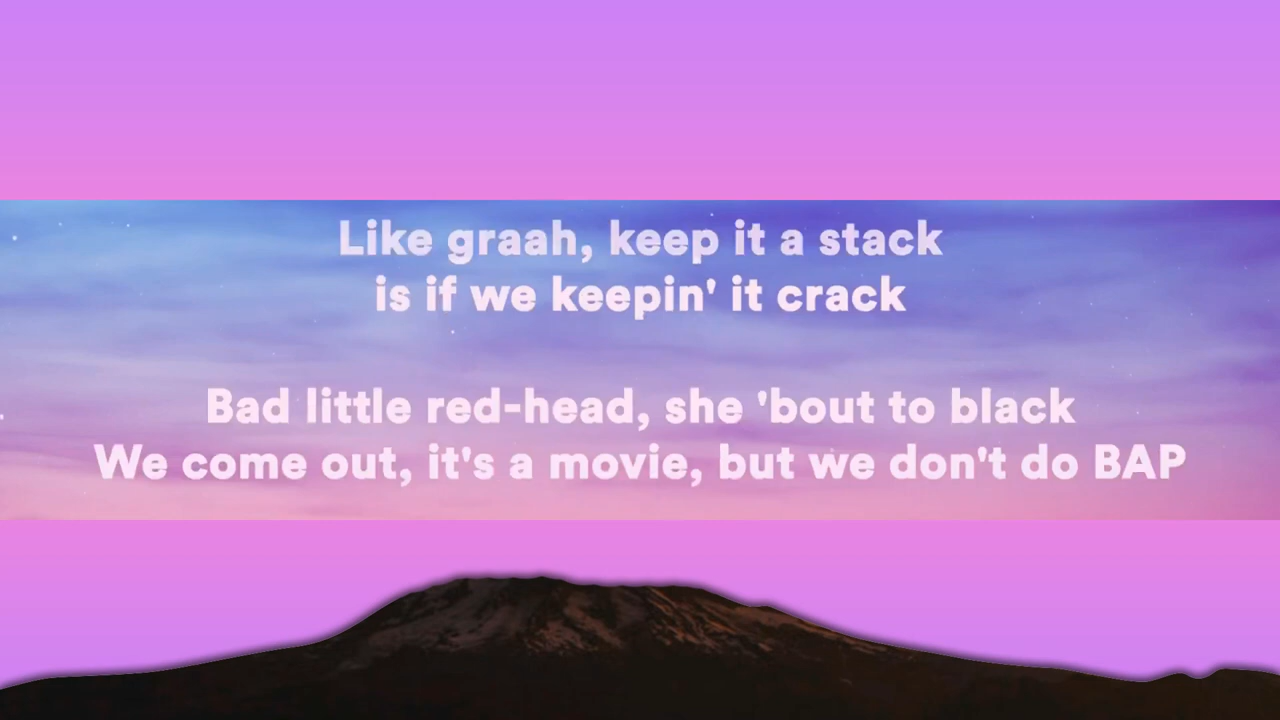 Like graah, keep it a stack
is if we keepin' it crack
Bad little red-head, she 'bout to black
We come out, it's a movie, but we don't do BAP